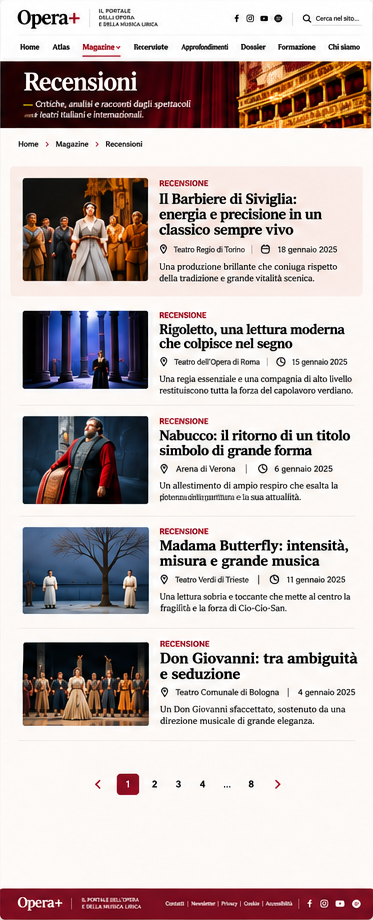 Opera+
IL PORTALE
DELL'OPERA
E DELLA MUSICA LIRICA
Cerca nel sito...
Home Atlas Magazine Recerviste Approfondimenti Dossier Formazione Chi siamo
Recensioni
— Critiche, analisi e racconti dagli spettacoli
teatri italiani e internazionali.
Home > Magazine > Recensioni
RECENSIONE
Il Barbiere di Siviglia:
energia e precisione in un
classico sempre vivo
Teatro Regio di Torino | 18 gennaio 2025
Una produzione brillante che coniuga rispetto
della tradizione e grande vitalità scenica.
RECENSIONE
Rigoletto, una lettura moderna
che colpisce nel segno
Teatro dell'Opera di Roma | 15 gennaio 2025
Una regia essenziale e una compagnia di alto livello
restituiscono tutta la forza del capolavoro verdiano.
RECENSIONE
Nabucco: il ritorno di un titolo
simbolo di grande forma
Arena di Verona | 6 gennaio 2025
Un allestimento di ampio respiro che esalta la
e la sua attualità.
RECENSIONE
Madama Butterfly: intensità,
misura e grande musica
Teatro Verdi di Trieste | 11 gennaio 2025
Una lettura sobria e toccante che mette al centro la
fragilità e la forza di Cio-Cio-San.
RECENSIONE
Don Giovanni: tra ambiguità
e seduzione
Teatro Comunale di Bologna | 4 gennaio 2025
Un Don Giovanni sfaccettato, sostenuto da una
direzione musicale di grande eleganza.
< 1 2 3 4 ... 8 >
Opera+
IL PORTALE DELL'OPERA
E DELLA MUSICA LIRICA
Contatti | Newsletter | Privacy | Cookie | Accessibilità